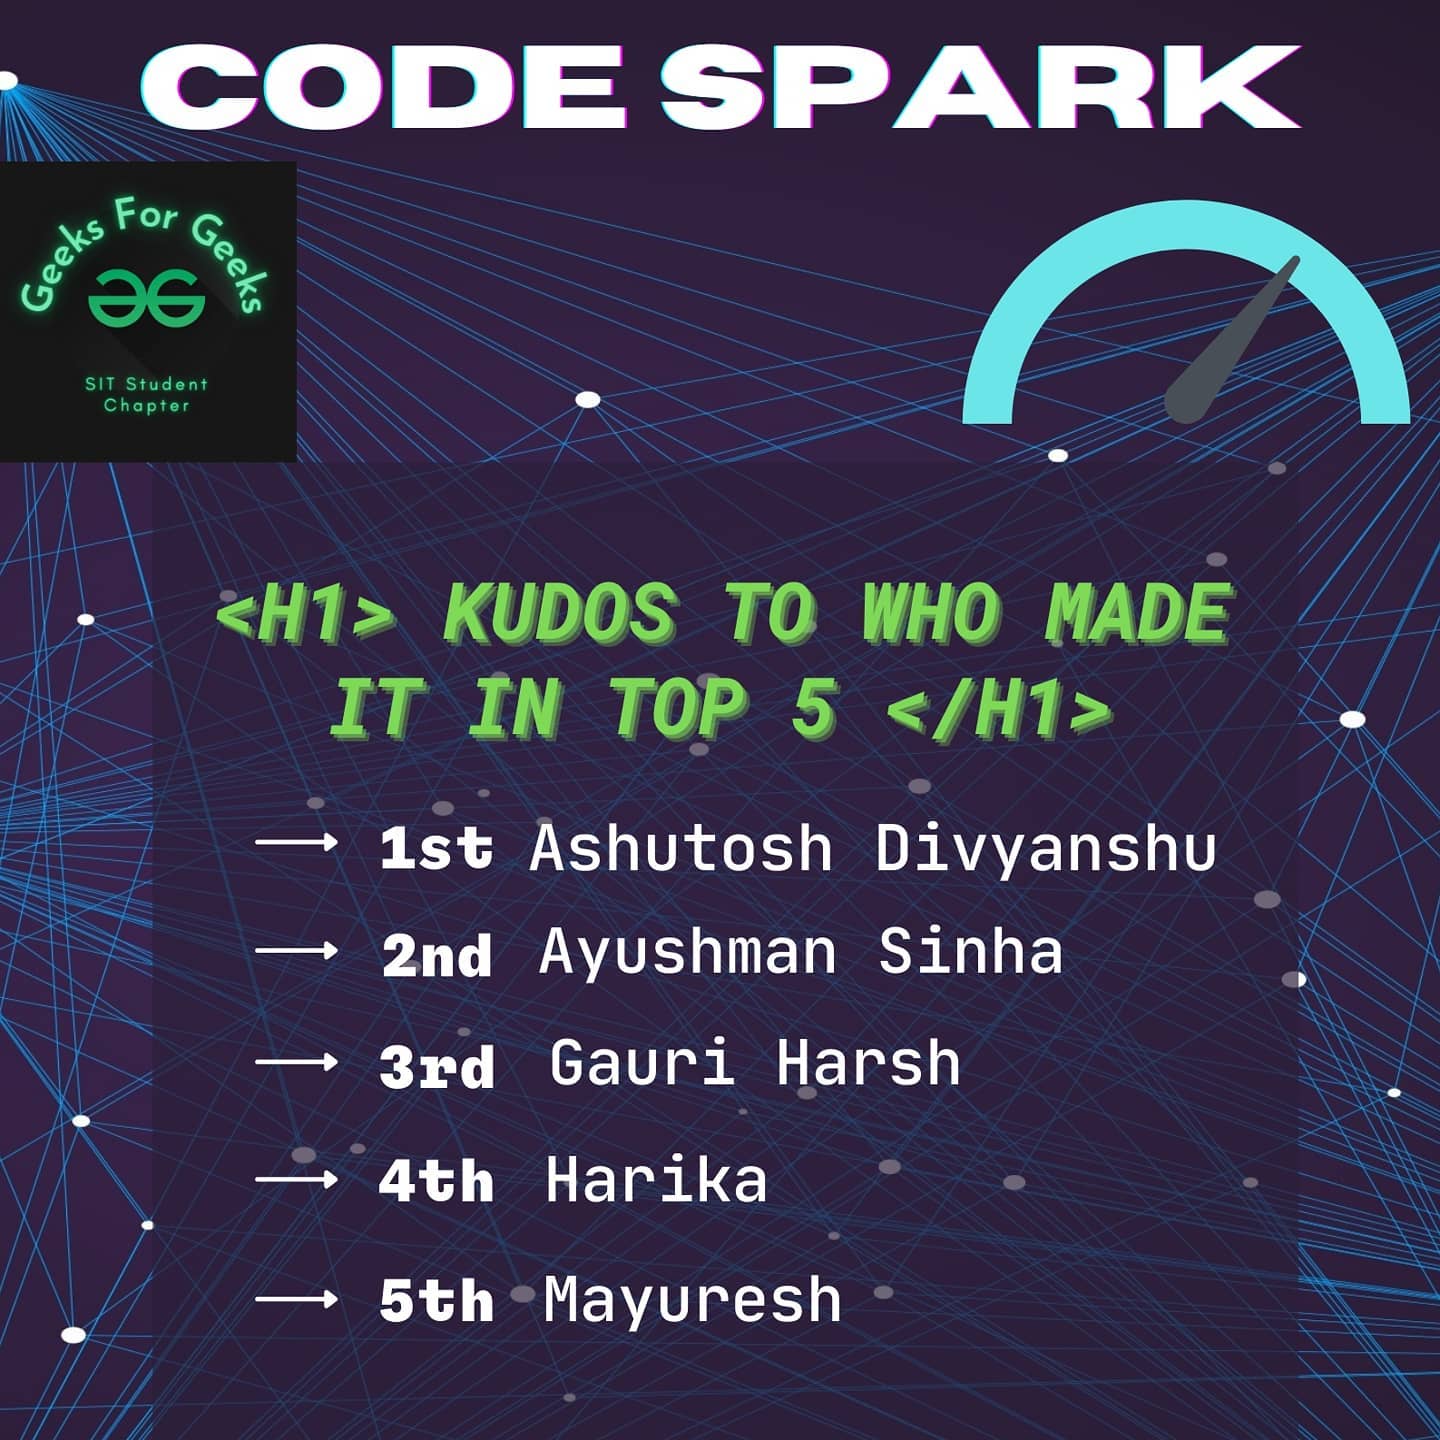 CODE SPARK
Geeks For Geeks
SIT Student
Chapter
<H1> KUDOS TO WHO MADE
IT IN TOP 5 </H1>
1st Ashutosh Divyanshu
2nd Ayushman Sinha
3rd Gauri Harsh
4th Harika
5th Mayuresh